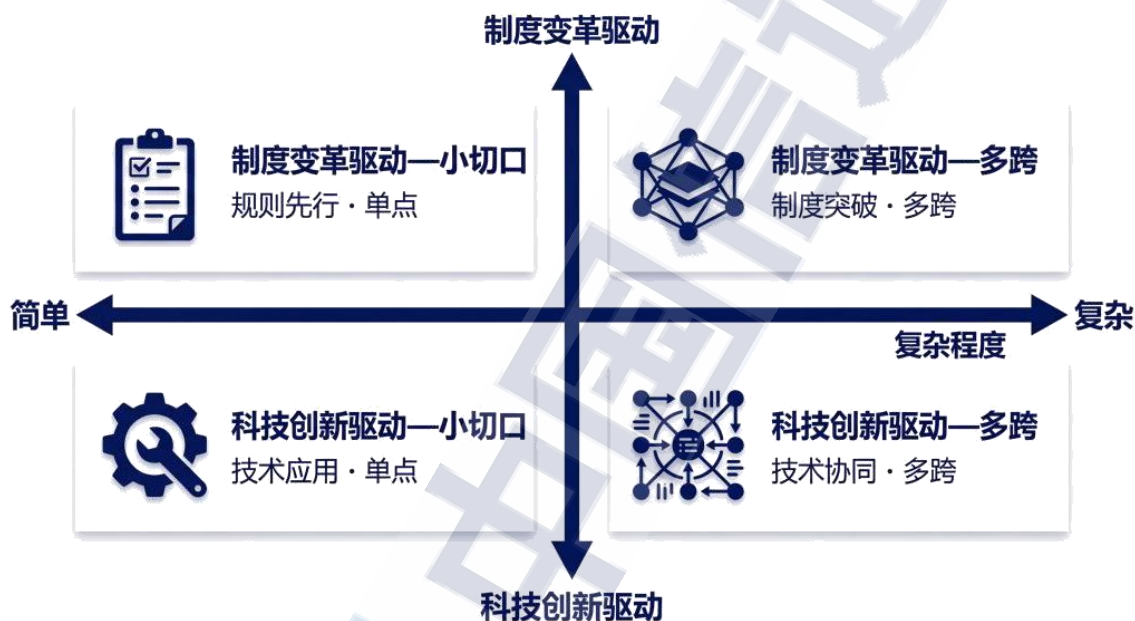 制度变革驱动
制度变革驱动—小切口
规则先行·单点
制度变革驱动—多跨
制度突破·多跨
简单
复杂
复杂程度
科技创新驱动—小切口
技术应用·单点
科技创新驱动—多跨
技术协同·多跨
科技创新驱动
中国信通